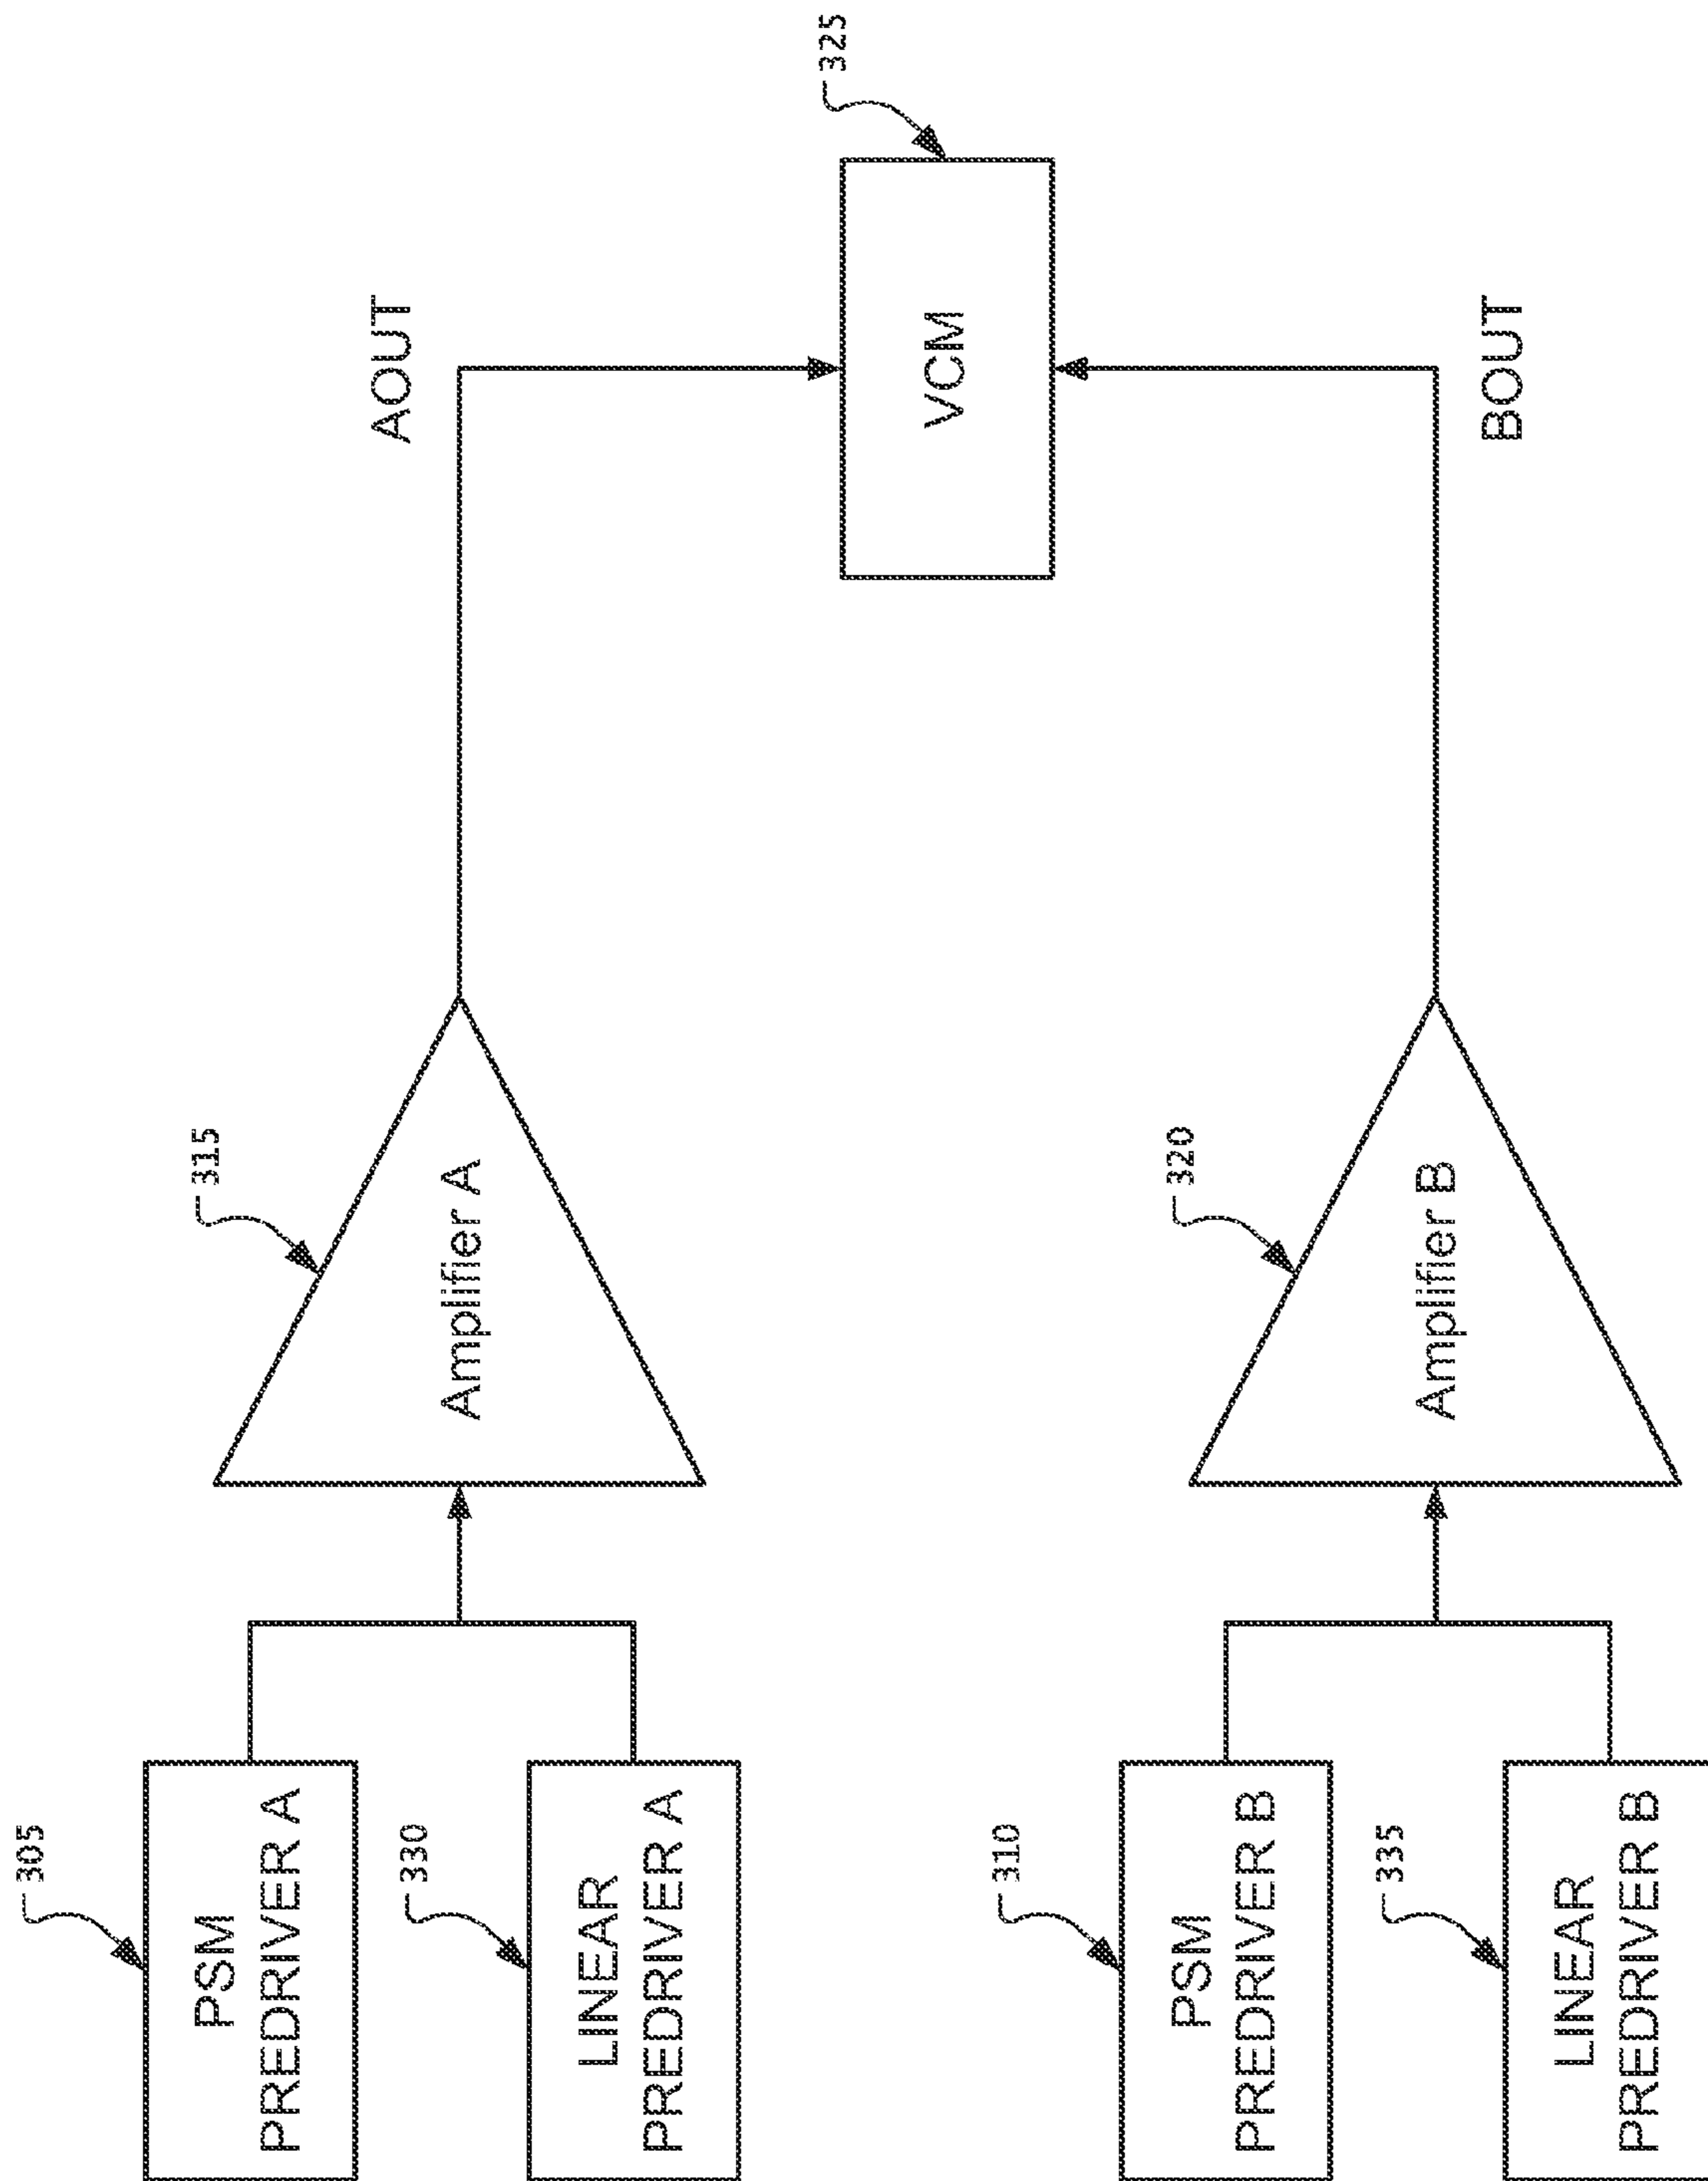 305
PSM
PREDRIVER A
330
LINEAR
PREDRIVER A
315
Amplifier A
AOUT
325
VCM
310
PSM
PREDRIVER B
335
LINEAR
PREDRIVER B
320
Amplifier B
BOUT